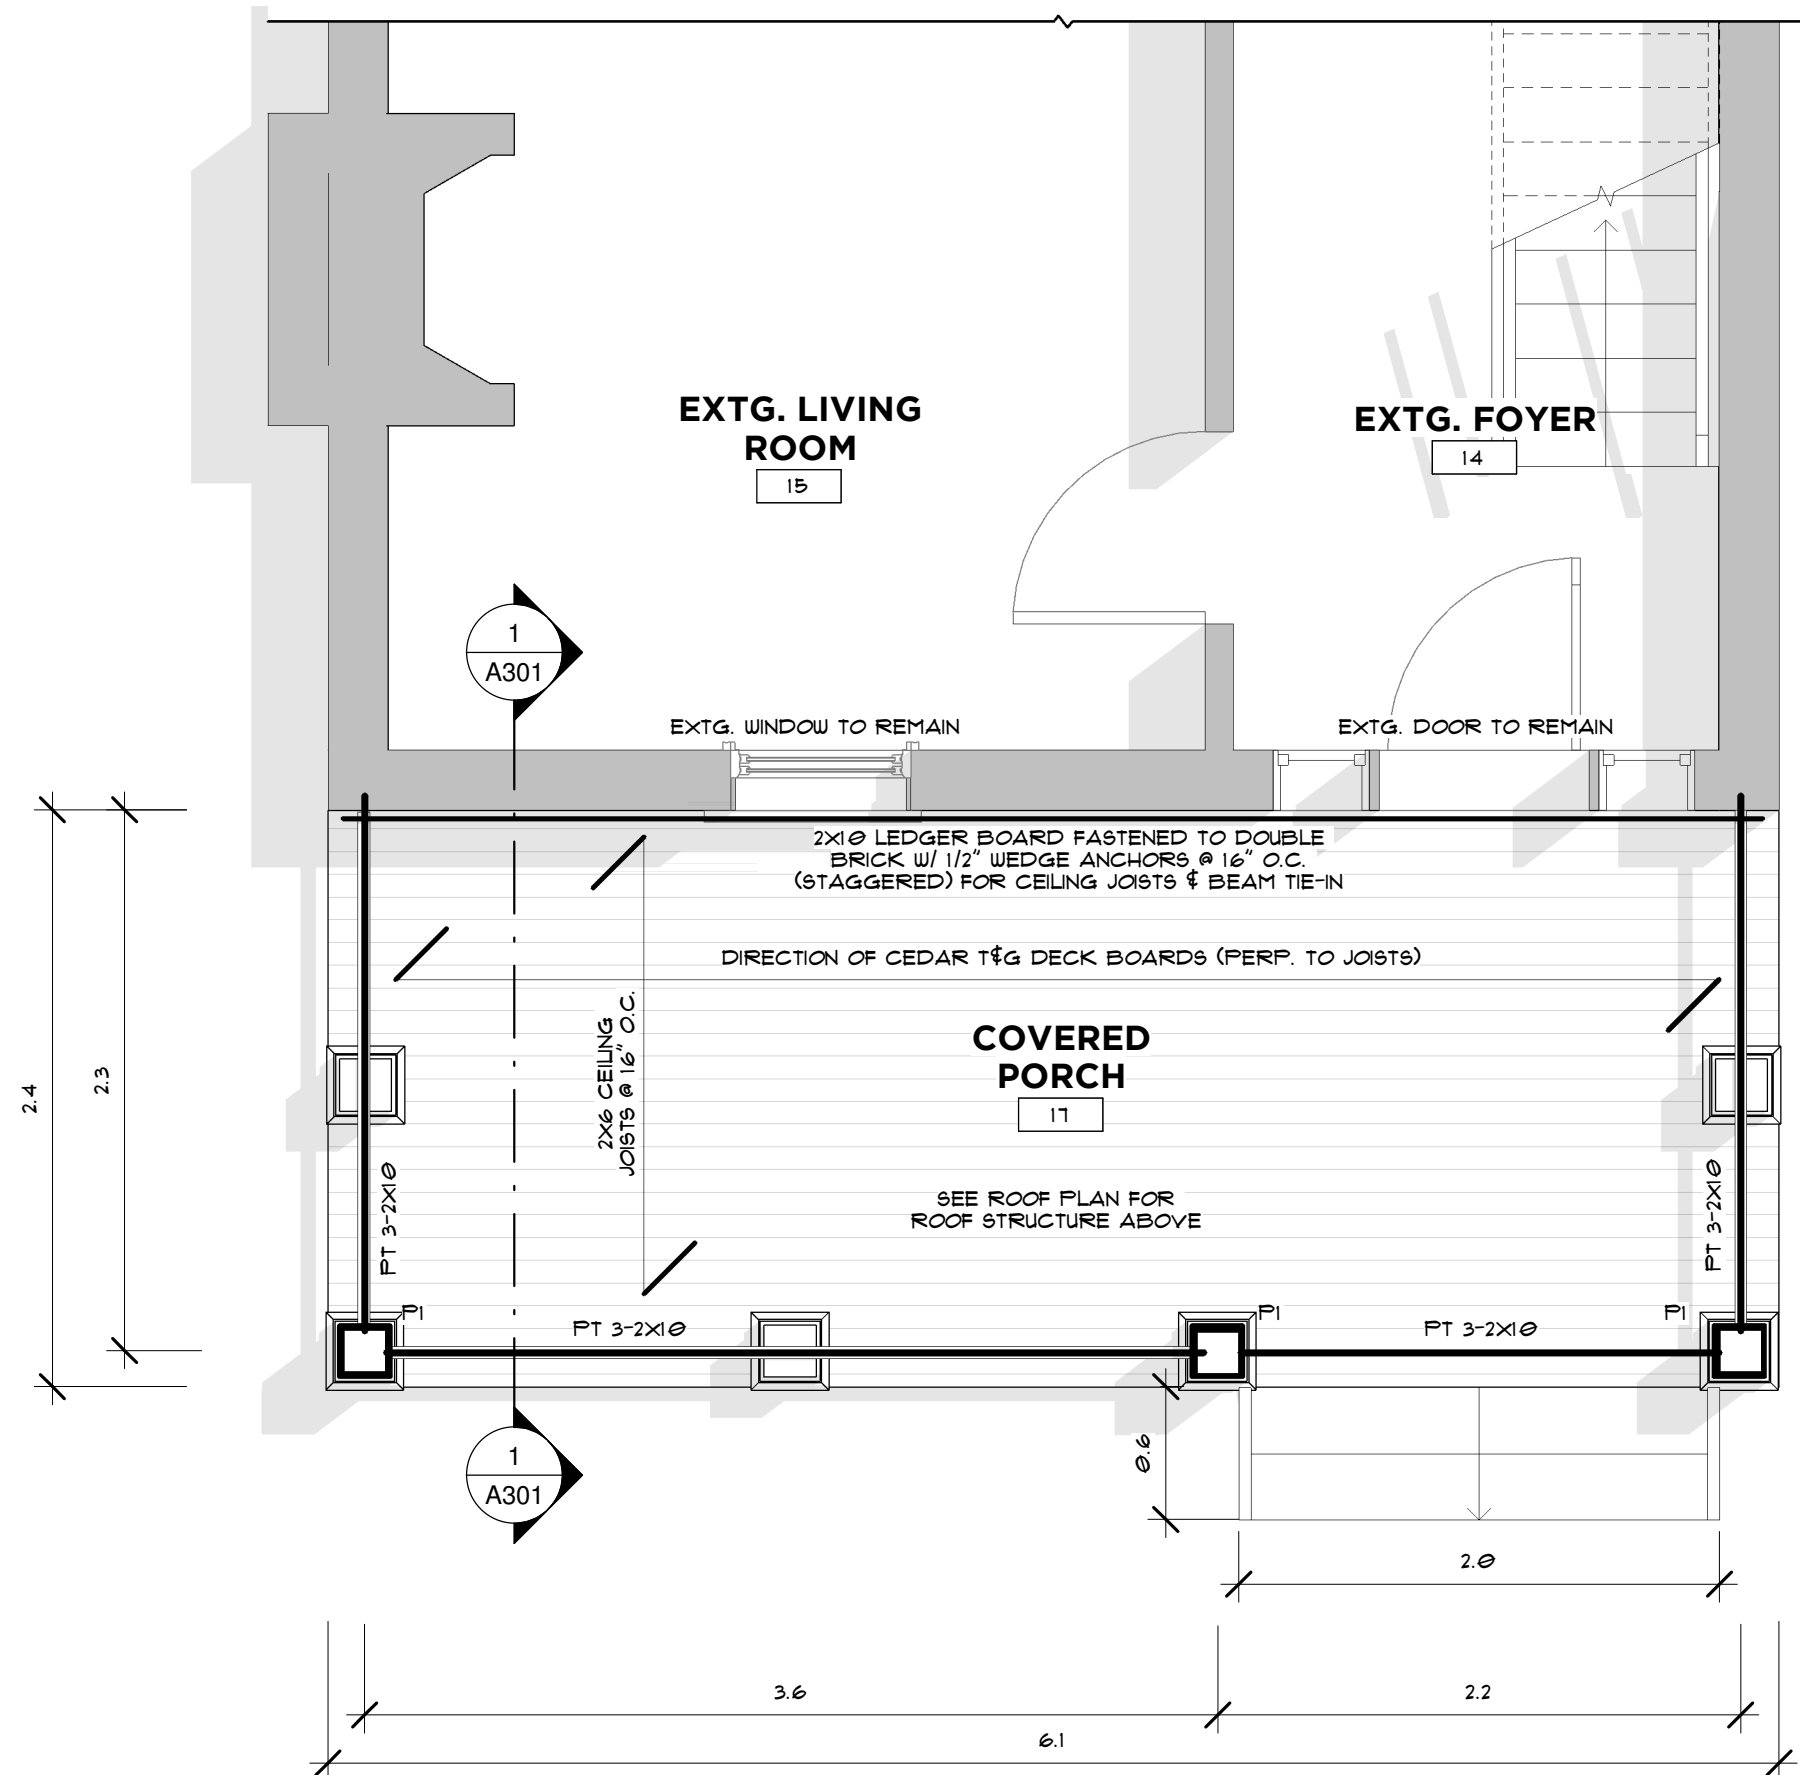 EXTG. LIVING
ROOM
15
EXTG. FOYER
14
1
A301
EXTG. WINDOW TO REMAIN
EXTG. DOOR TO REMAIN
2X10 LEDGER BOARD FASTENED TO DOUBLE
BRICK W/ 1/2" WEDGE ANCHORS @ 16" O.C.
(STAGGERED) FOR CEILING JOISTS & BEAM TIE-IN
DIRECTION OF CEDAR T&G DECK BOARDS (PERP. TO JOISTS)
2X6 CEILING
JOISTS @ 16" O.C.
COVERED
PORCH
17
2.4
2.3
SEE ROOF PLAN FOR
ROOF STRUCTURE ABOVE
PT 3-2X10
PT 3-2X10
P1
PT 3-2X10
P1
PT 3-2X10
P1
1
A301
0.6
2.0
3.6
2.2
6.1